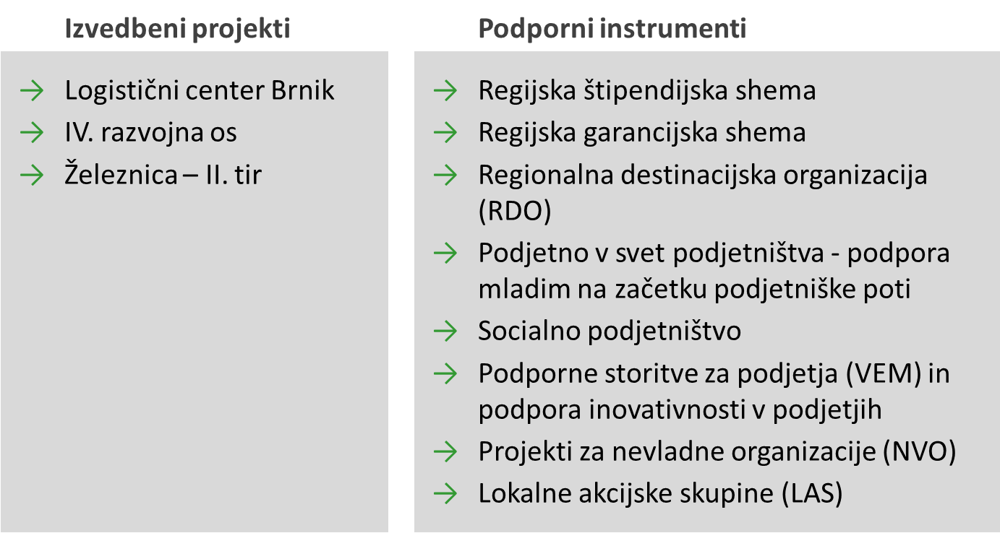 Izvedbeni projekti
→ Logistični center Brnik
→ IV. razvojna os
→ Železnica – II. tir
Podporni instrumenti
→ Regijska štipendijska shema
→ Regijska garancijska shema
→ Regionalna destinacijska organizacija
(RDO)
→ Podjetno v svet podjetništva - podpora
mladim na začetku podjetniške poti
→ Socialno podjetništvo
→ Podporne storitve za podjetja (VEM) in
podpora inovativnosti v podjetjih
→ Projekti za nevladne organizacije (NVO)
→ Lokalne akcijske skupine (LAS)